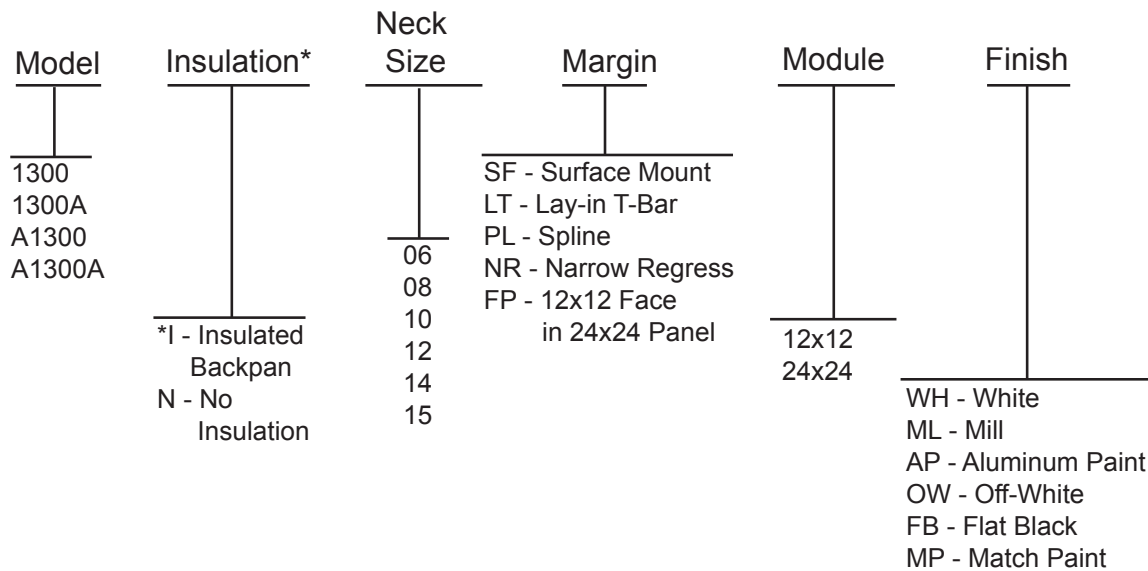 Model
Insulation*
Neck
Size
Margin
Module
Finish
1300
1300A
A1300
A1300A
*I - Insulated
Backpan
N - No
Insulation
06
08
10
12
14
15
SF - Surface Mount
LT - Lay-in T-Bar
PL - Spline
NR - Narrow Regress
FP - 12x12 Face
in 24x24 Panel
12x12
24x24
WH - White
ML - Mill
AP - Aluminum Paint
OW - Off-White
FB - Flat Black
MP - Match Paint